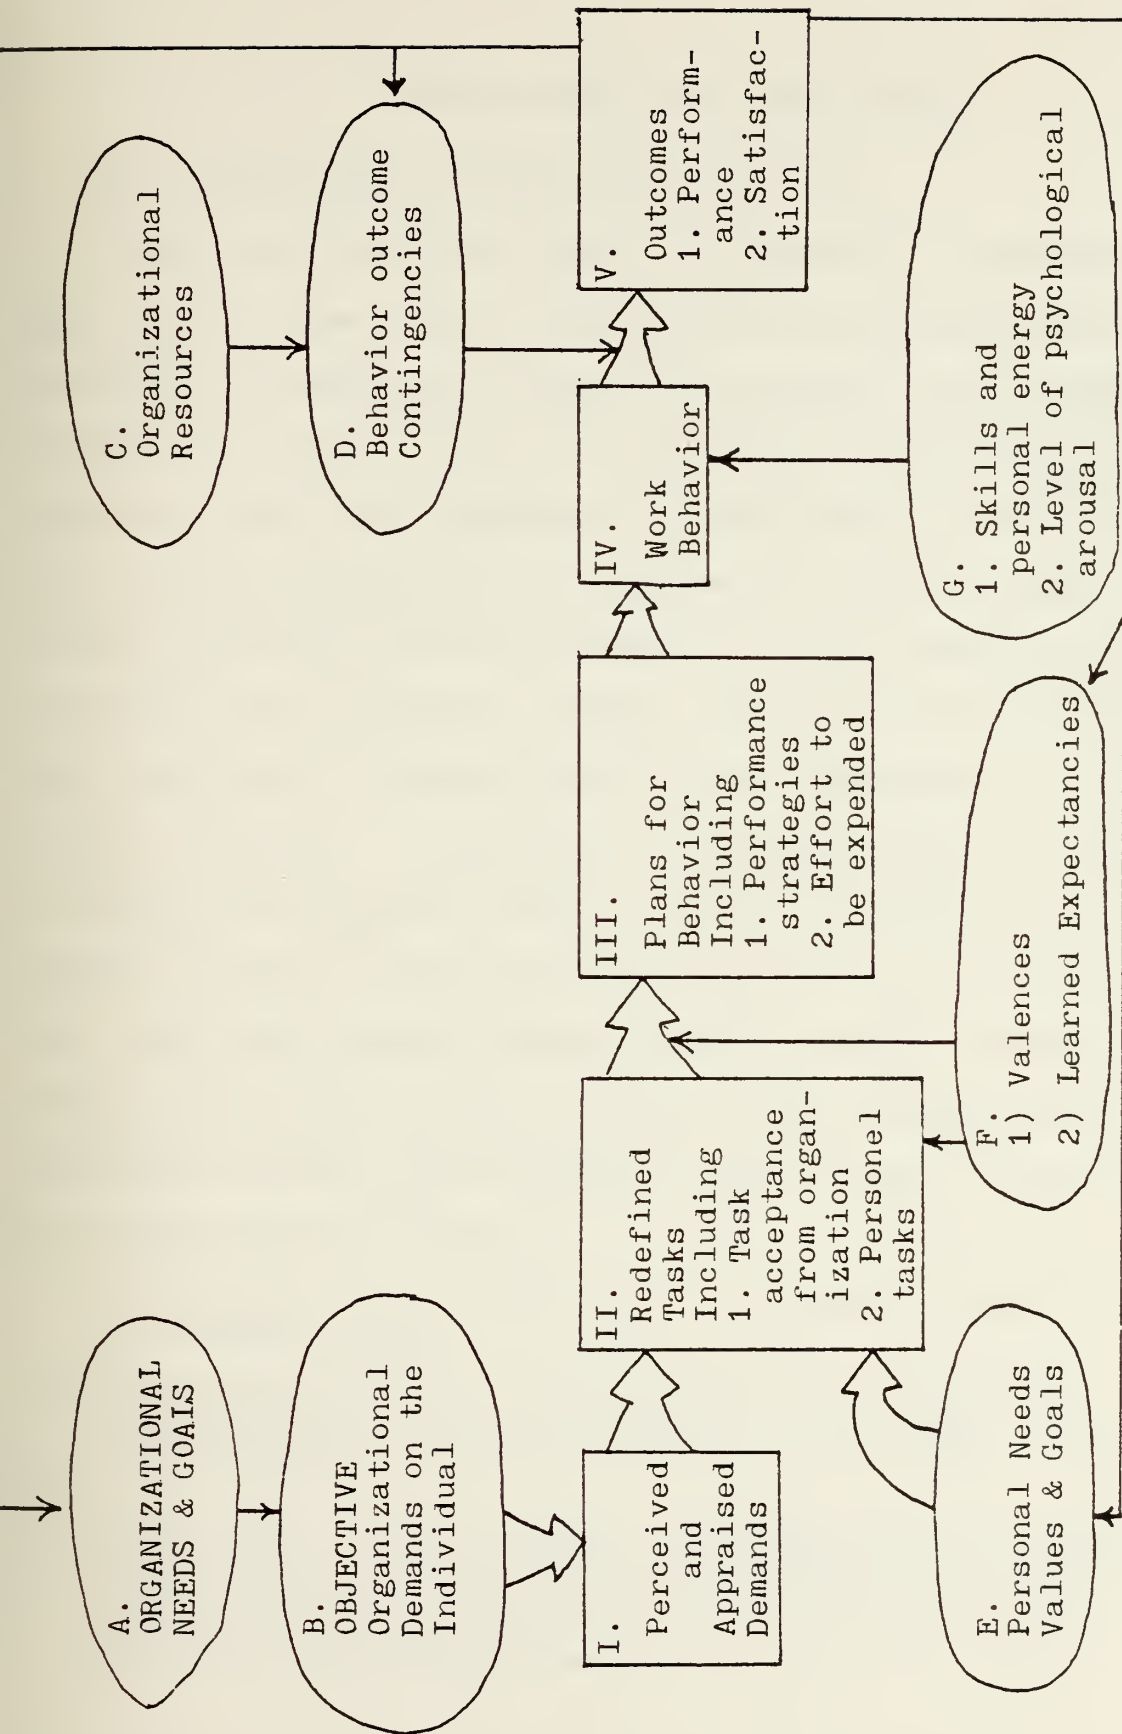 A.
ORGANIZATIONAL
NEEDS & GOAIS
B.
OBJECTIVE
Organizational
Demands on the
Individual
C.
Organizational
Resources
D.
Behavior outcome
Contingencies
I.
Perceived
and
Appraised
Demands
II.
Redefined
Tasks
Including
1. Task
acceptance
from organ-
ization
2. Personel
tasks
III.
Plans for
Behavior
Including
1. Performance
strategies
2. Effort to
be expended
IV.
Work
Behavior
V.
Outcomes
1. Perform-
ance
2. Satisfac-
tion
E.
Personal Needs
Values & Goals
F.
1) Valences
2) Learned Expectancies
G.
1. Skills and
personal energy
2. Level of psychological
arousal